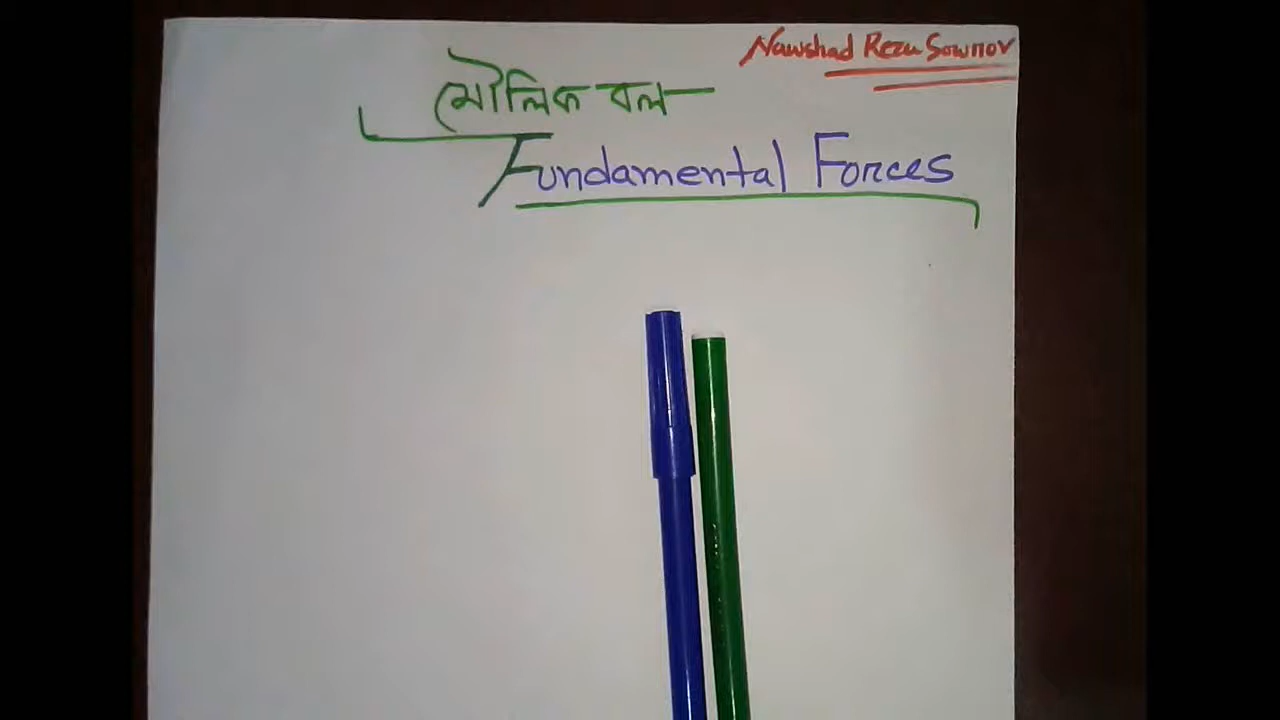 Nawshad Reza Sownov
মৌলিক বল
Fundamental Forces